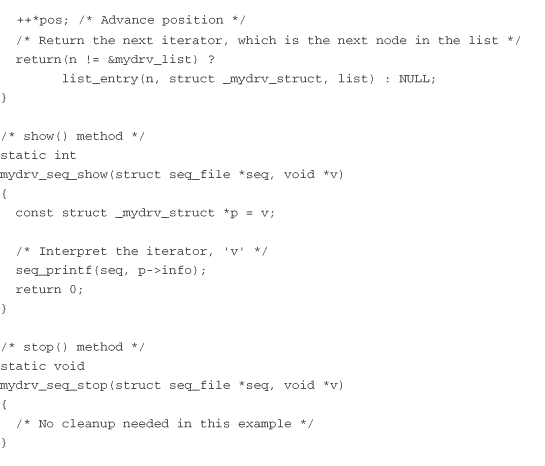 ++*pos; /* Advance position */
/* Return the next iterator, which is the next node in the list */
return(n != &mydrv_list) ?
list_entry(n, struct _mydrv_struct, list) : NULL;
}
/* show() method */
static int
mydrv_seq_show(struct seq_file *seq, void *v)
{
const struct _mydrv_struct *p = v;
/* Interpret the iterator, 'v' */
seq_printf(seq, p->info);
return 0;
}
/* stop() method */
static void
mydrv_seq_stop(struct seq_file *seq, void *v)
{
/* No cleanup needed in this example */
}